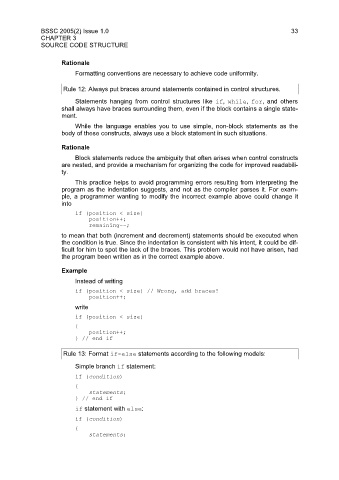 BSSC 2005(2) Issue 1.0 33
CHAPTER 3
SOURCE CODE STRUCTURE
Rationale
Formatting conventions are necessary to achieve code uniformity.
Rule 12: Always put braces around statements contained in control structures.
Statements hanging from control structures like if, while, for, and others
shall always have braces surrounding them, even if the block contains a single state-
ment.
While the language enables you to use simple, non-block statements as the
body of those constructs, always use a block statement in such situations.
Rationale
Block statements reduce the ambiguity that often arises when control constructs
are nested, and provide a mechanism for organizing the code for improved readabili-
ty.
This practice helps to avoid programming errors resulting from interpreting the
program as the indentation suggests, and not as the compiler parses it. For exam-
ple, a programmer wanting to modify the incorrect example above could change it
into
if (position < size)
position++;
remaining--;
to mean that both (increment and decrement) statements should be executed when
the condition is true. Since the indentation is consistent with his intent, it could be dif-
ficult for him to spot the lack of the braces. This problem would not have arisen, had
the program been written as in the correct example above.
Example
Instead of writing
if (position < size) // Wrong, add braces!
position++;
write
if (position < size)
{
position++;
} // end if
Rule 13: Format if-else statements according to the following models:
Simple branch if statement:
if (condition)
{
statements;
} // end if
if statement with else:
if (condition)
{
statements;